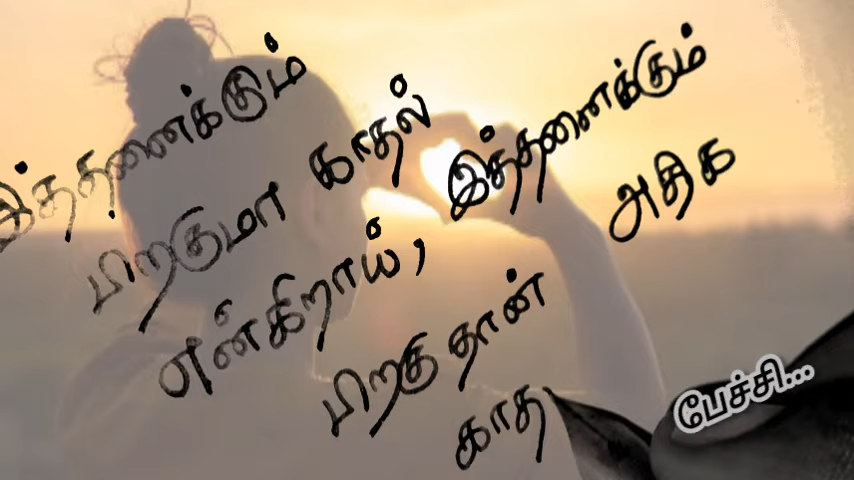 இத்தனைக்கும்
பிறகுமா காதல்
என்கிறாய், இத்தனைக்கும்
பிறகு தான் அதிக
காத
பேச்சி...